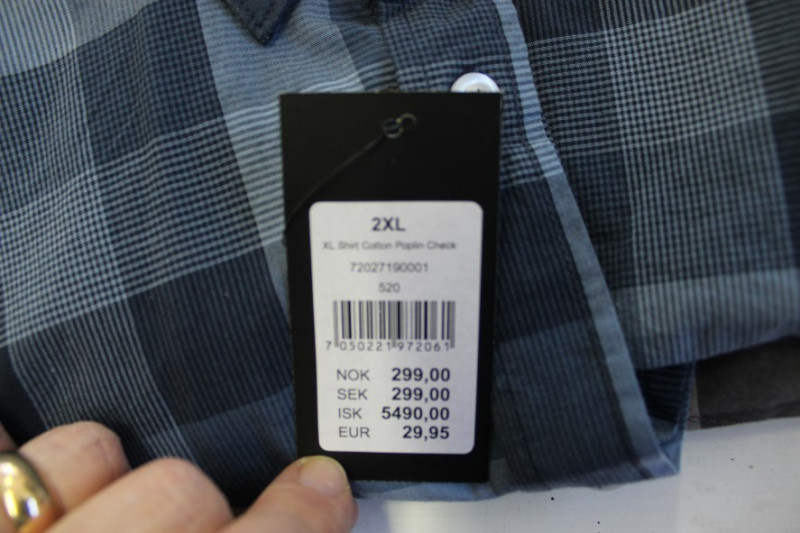 2XL
XL Shirt Cotton Poplin Check
72027190001
520
7 050221 972061
NOK 299,00
SEK 299,00
ISK 5490,00
EUR 29,95